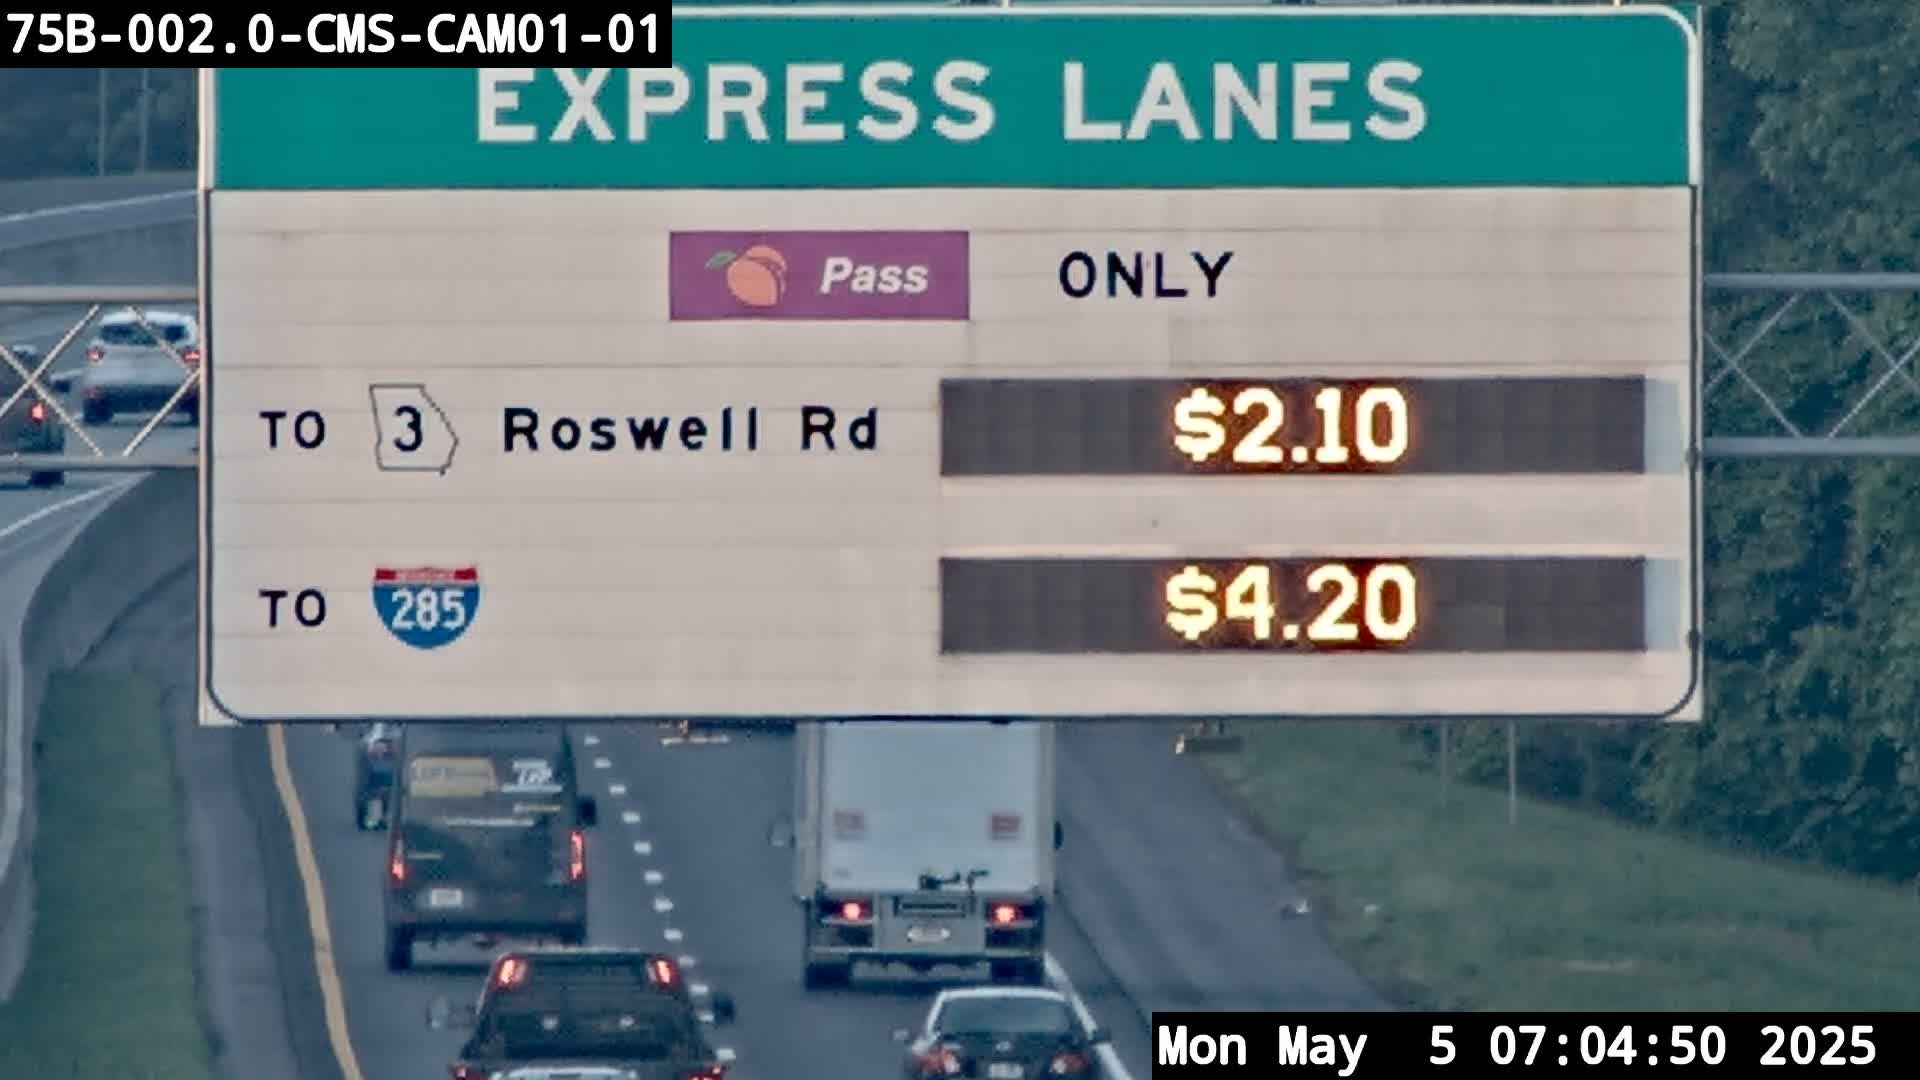 75B-002.0-CMS-CAM01-01
EXPRESS LANES
Pass ONLY
TO 3 Roswell Rd $2.10
TO 285 $4.20
Mon May 5 07:04:50 2025